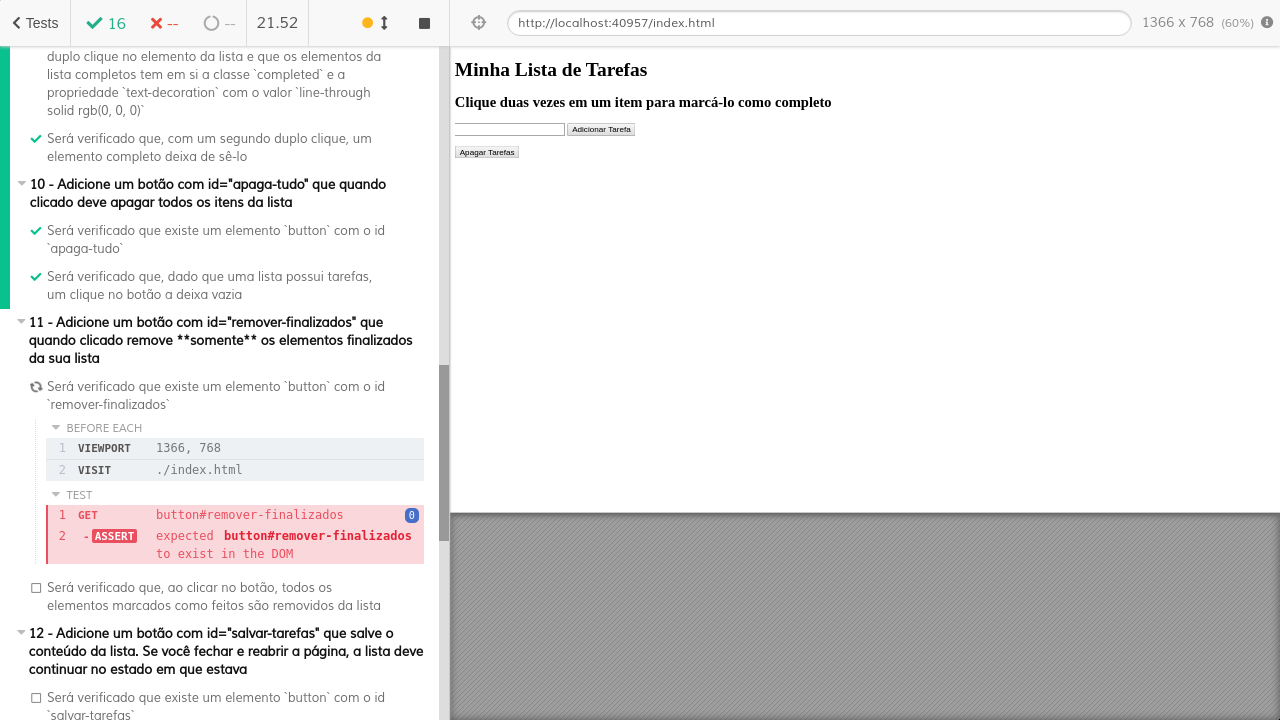 Tests
16
--
--
21.52
http://localhost:40957/index.html
1366 x 768 (60%)
duplo clique no elemento da lista e que os elementos da
lista completos tem em si a classe `completed` e a
propriedade `text-decoration` com o valor `line-through
solid rgb(0, 0, 0)`
Será verificado que, com um segundo duplo clique, um
elemento completo deixa de sê-lo
10 - Adicione um botão com id="apaga-tudo" que quando
clicado deve apagar todos os itens da lista
Será verificado que existe um elemento `button` com o id
`apaga-tudo`
Será verificado que, dado que uma lista possui tarefas,
um clique no botão a deixa vazia
11 - Adicione um botão com id="remover-finalizados" que
quando clicado remove **somente** os elementos finalizados
da sua lista
Será verificado que existe um elemento `button` com o id
`remover-finalizados`
BEFORE EACH
1 VIEWPORT 1366, 768
2 VISIT ./index.html
TEST
1 GET button#remover-finalizados 0
2 -ASSERT expected button#remover-finalizados
to exist in the DOM
Será verificado que, ao clicar no botão, todos os
elementos marcados como feitos são removidos da lista
12 - Adicione um botão com id="salvar-tarefas" que salve o
conteúdo da lista. Se você fechar e reabrir a página, a lista deve
continuar no estado em que estava
Será verificado que existe um elemento `button` com o id
`salvar-tarefas`
Minha Lista de Tarefas
Clique duas vezes em um item para marcá-lo como completo
Adicionar Tarefa
Apagar Tarefas